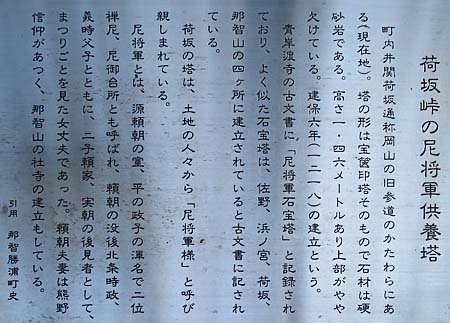 荷坂峠の尼将軍供養塔
町内井関荷坂通称岡山の旧参道のかたわらにあ
る(現在地)。塔の形は宝篋印塔そのもので石材は硬
砂岩である。高さ一・四六メートルあり上部がやや
欠けている。建保六年(一二一八)の建立という。
青岸渡寺の古文書に「尼将軍石宝塔」と記録され
ており、よく似た石宝塔は、佐野、浜ノ宮、荷坂、
那智山の四ヶ所に建立されていると古文書に記され
ている。
荷坂の塔は、土地の人々から「尼将軍様」と呼び
親しまれている。
尼将軍とは、源頼朝の室、平の政子の渾名で二位
禅尼、尼御台所とも呼ばれ、頼朝の没後北条時政、
義時父子とともに、二子頼家、実朝の後見者として、
まつりごとを見た女丈夫であった。頼朝夫妻は熊野
信仰があつく、那智山の社寺の建立もしている。
引用 那智勝浦町史